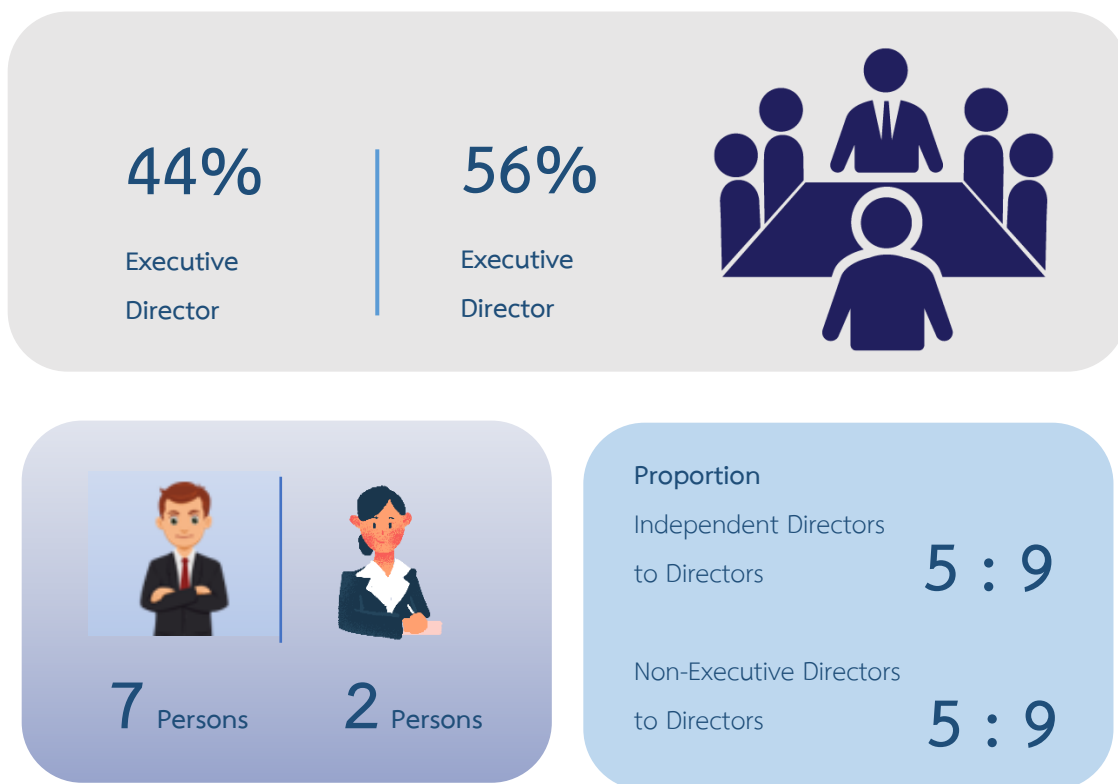 44%
Executive
Director
56%
Executive
Director
7 Persons
2 Persons
Proportion
Independent Directors
to Directors
5 : 9
Non-Executive Directors
to Directors
5 : 9